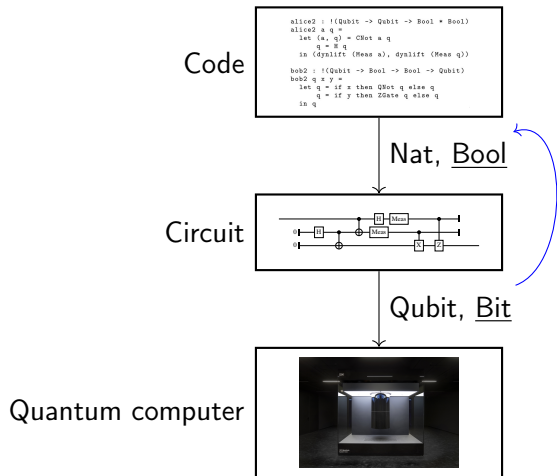 alice2 : !(Qubit -> Qubit -> Bool * Bool)
alice2 a q =
let (a, q) = CNot a q
q = H q
in (dynlift (Meas a), dynlift (Meas q))
bob2 : !(Qubit -> Bool -> Bool -> Qubit)
bob2 q x y =
let q = if x then QNot q else q
q = if y then ZGate q else q
in q
Code
Nat, Bool
Circuit
H Meas
0 H Meas
0 X Z
Qubit, Bit
Quantum computer